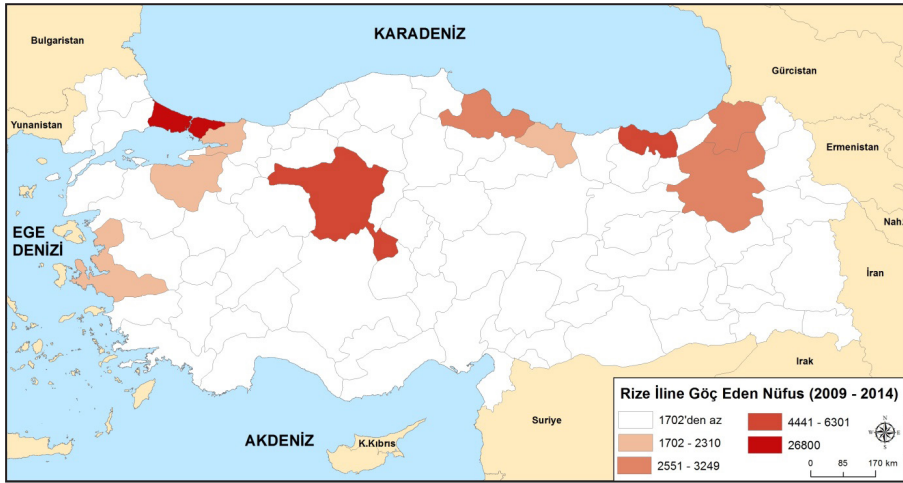 Bulgaristan
KARADENİZ
Gürcistan
Yunanistan
Ermenistan
Nah.
EGE
DENİZİ
İran
Irak
Suriye
AKDENİZ
K.Kıbrıs
Rize İline Göç Eden Nüfus (2009 - 2014)
1702'den az
1702 - 2310
2551 - 3249
4441 - 6301
26800
N
W E
S
0 85 170 km